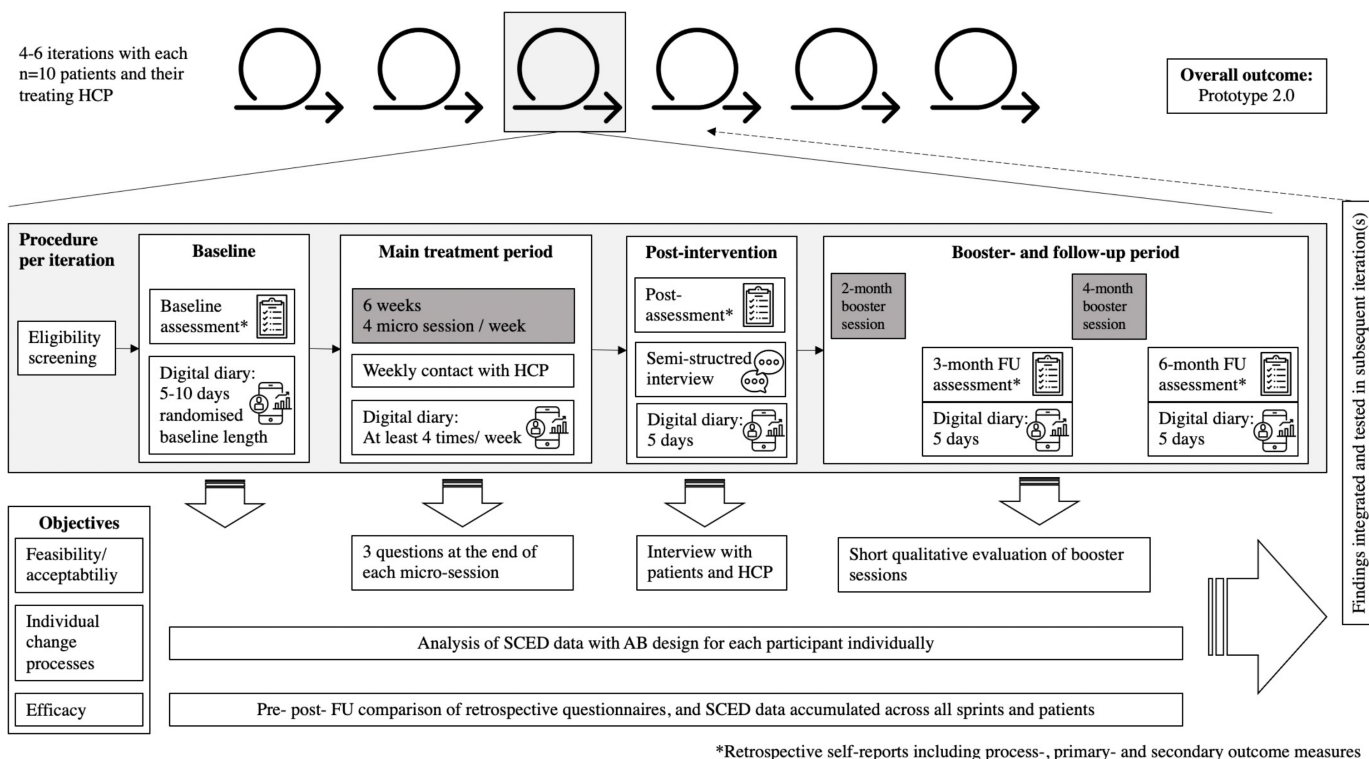 4-6 iterations with each
n=10 patients and their
treating HCP
Overall outcome:
Prototype 2.0
Procedure
per iteration
Eligibility
screening
Baseline
Baseline
assessment*
Digital diary:
5-10 days
randomised
baseline length
Main treatment period
6 weeks
4 micro session / week
Weekly contact with HCP
Digital diary:
At least 4 times/ week
Post-intervention
Post-
assessment*
Semi-structred
interview
Digital diary:
5 days
Booster- and follow-up period
2-month
booster
session
4-month
booster
session
3-month FU
assessment*
Digital diary:
5 days
6-month FU
assessment*
Digital diary:
5 days
Findings integrated and tested in subsequent iteration(s)
Objectives
Feasibility/
acceptabtiliy
Individual
change
processes
Efficacy
3 questions at the end of
each micro-session
Interview with
patients and HCP
Short qualitative evaluation of booster
sessions
Analysis of SCED data with AB design for each participant individually
Pre- post- FU comparison of retrospective questionnaires, and SCED data accumulated across all sprints and patients
*Retrospective self-reports including process-, primary- and secondary outcome measures